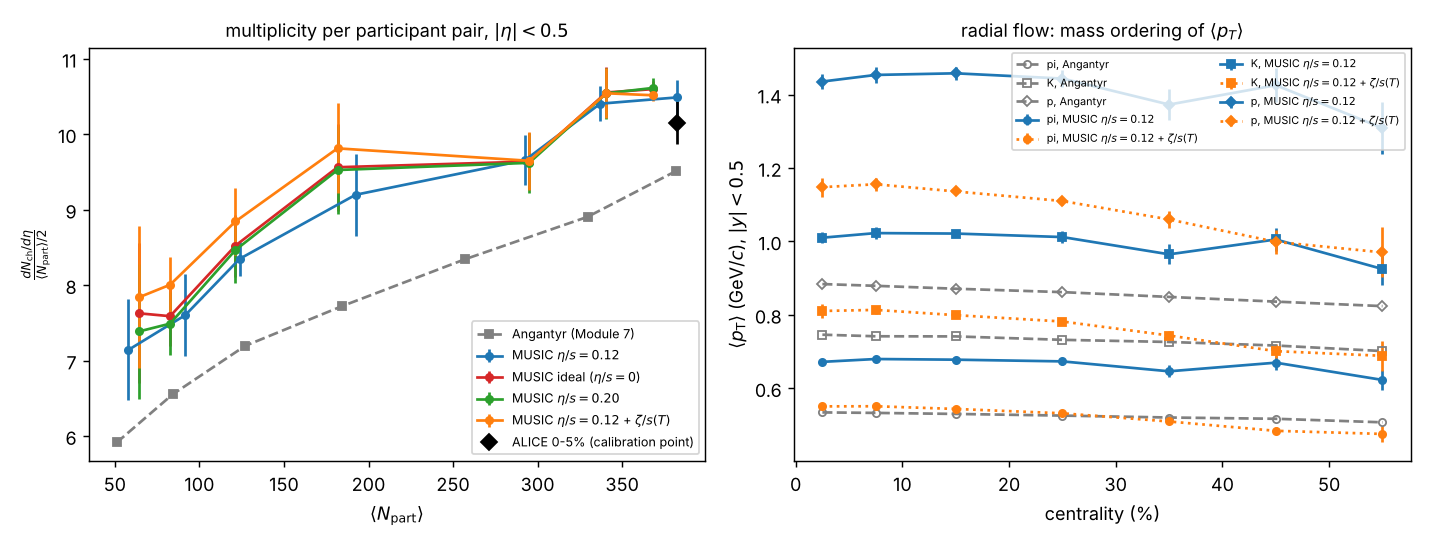 multiplicity per participant pair, |η| < 0.5
11
10
9
8
7
6
dN_ch/dη
⟨N_part⟩/2
Angantyr (Module 7)
MUSIC η/s = 0.12
MUSIC ideal (η/s = 0)
MUSIC η/s = 0.20
MUSIC η/s = 0.12 + ζ/s(T)
ALICE 0-5% (calibration point)
50 100 150 200 250 300 350
⟨N_part⟩
radial flow: mass ordering of ⟨p_T⟩
1.4
1.2
1.0
0.8
0.6
⟨p_T⟩ (GeV/c), |y| < 0.5
pi, Angantyr
K, Angantyr
p, Angantyr
pi, MUSIC η/s = 0.12
pi, MUSIC η/s = 0.12 + ζ/s(T)
K, MUSIC η/s = 0.12
K, MUSIC η/s = 0.12 + ζ/s(T)
p, MUSIC η/s = 0.12
p, MUSIC η/s = 0.12 + ζ/s(T)
0 10 20 30 40 50
centrality (%)